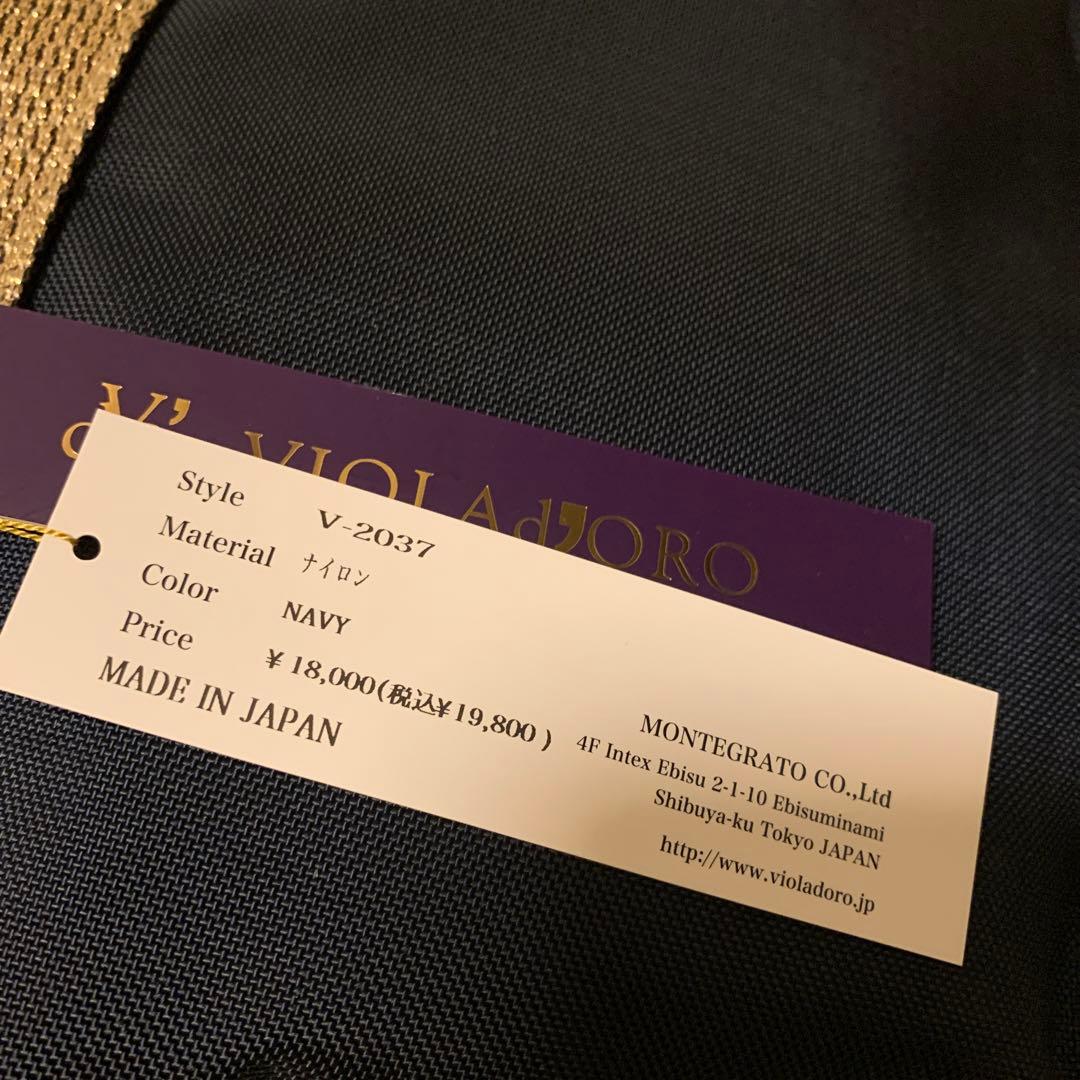 V'
VIOLAd'ORO
Style V-2037
Material ナイロン
Color NAVY
Price ¥18,000(税込¥19,800)
MADE IN JAPAN
MONTEGRATO CO.,Ltd
4F Intex Ebisu 2-1-10 Ebisuminami
Shibuya-ku Tokyo JAPAN
http://www.violadoro.jp